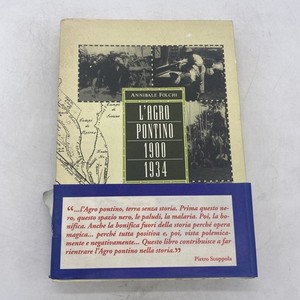 ANNIBALE FOLCHI
L'AGRO
PONTINO
1900
1934
“...l'Agro pontino, terra senza storia. Prima questo ne-
ro, questo spazio nero, le paludi, la malaria. Poi, la bo-
nifica. Anche la bonifica fuori della storia perché opera
magica... perché tutta positiva e, poi, vista polemica-
mente e negativamente... Questo libro contribuisce a far
rientrare l'Agro pontino nella storia.”
Pietro Scoppola